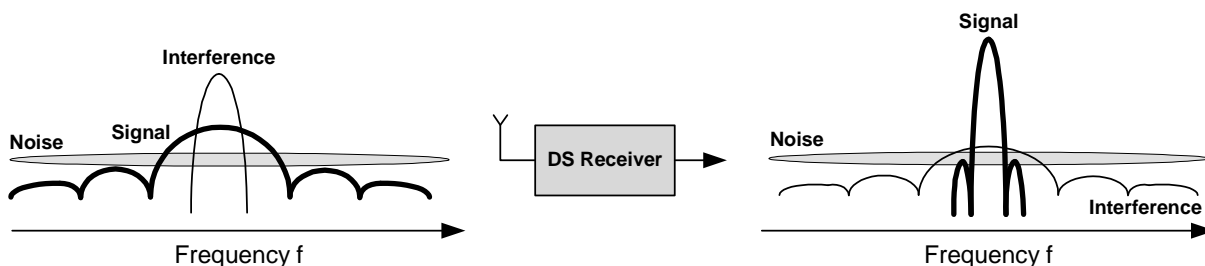 Interference
Signal
Noise
Frequency f
DS Receiver
Signal
Noise
Interference
Frequency f